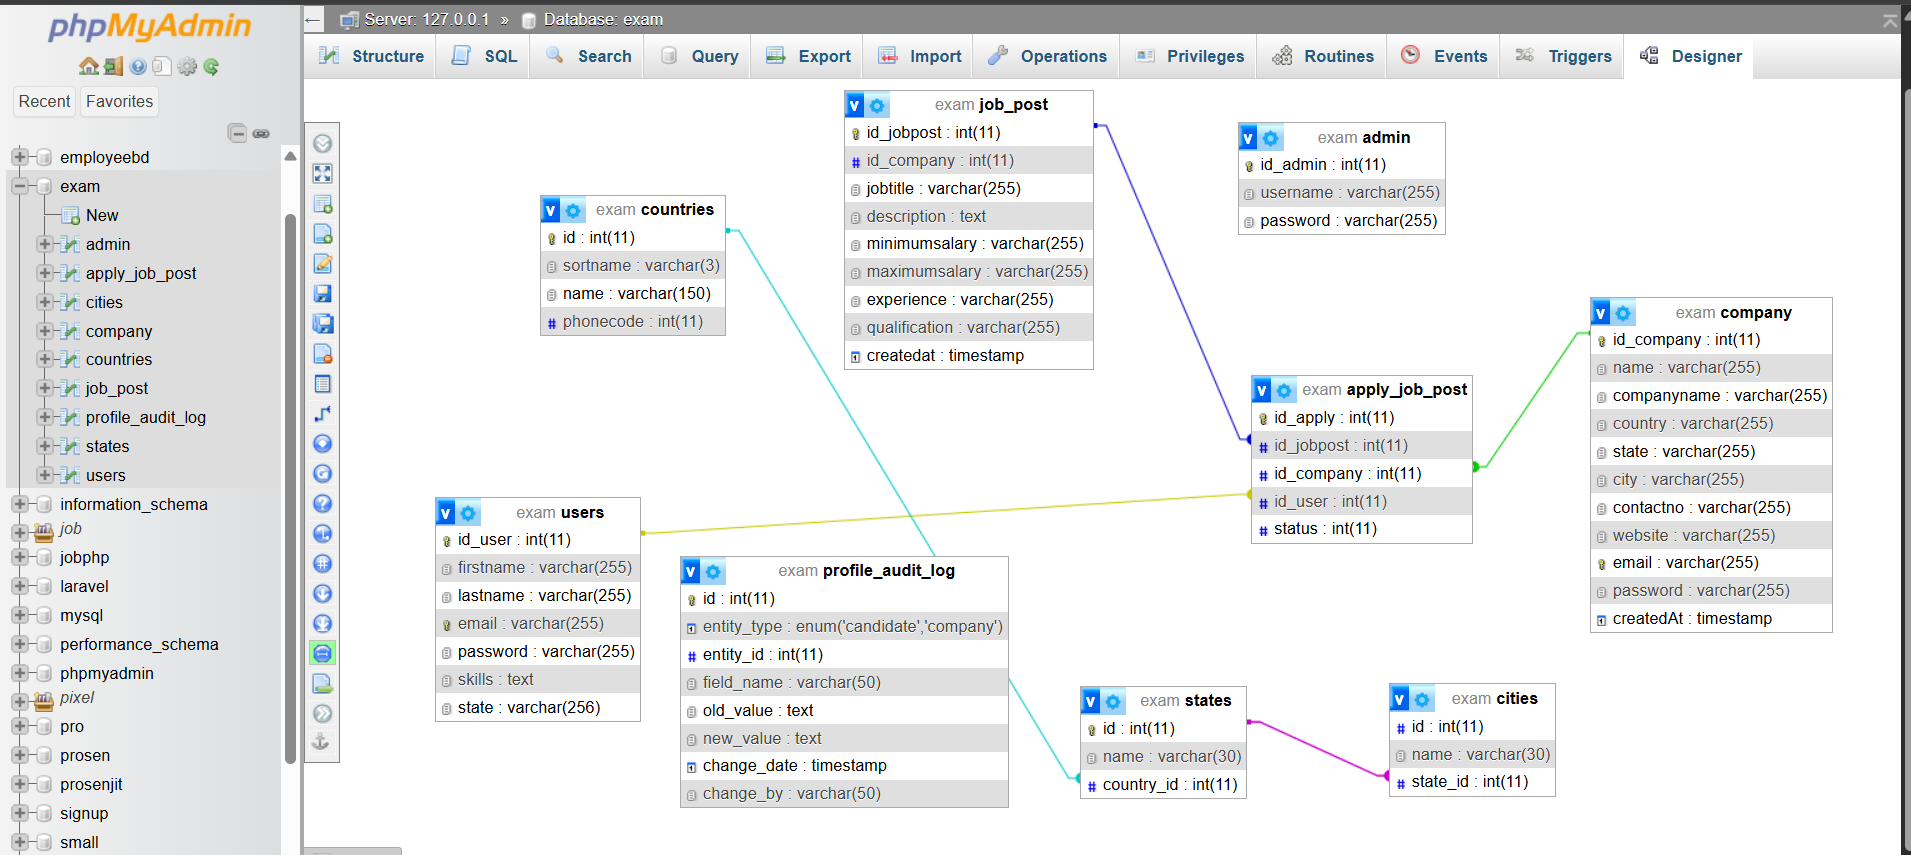 phpMyAdmin
Recent
Favorites
employeebd
exam
New
admin
apply_job_post
cities
company
countries
job_post
profile_audit_log
states
users
information_schema
job
jobphp
laravel
mysql
performance_schema
phpmyadmin
pixel
pro
prosen
prosenjit
signup
small
Server: 127.0.0.1 » Database: exam
Structure SQL Search Query Export Import Operations Privileges Routines Events Triggers Designer
V exam job_post
id_jobpost : int(11)
# id_company : int(11)
jobtitle : varchar(255)
description : text
minimumsalary : varchar(255)
maximumsalary : varchar(255)
experience : varchar(255)
qualification : varchar(255)
createdat : timestamp
V exam admin
id_admin : int(11)
username : varchar(255)
password : varchar(255)
V exam countries
id : int(11)
sortname : varchar(3)
name : varchar(150)
# phonecode : int(11)
V exam company
id_company : int(11)
name : varchar(255)
companyname : varchar(255)
country : varchar(255)
state : varchar(255)
city : varchar(255)
contactno : varchar(255)
website : varchar(255)
email : varchar(255)
password : varchar(255)
createdAt : timestamp
V exam apply_job_post
id_apply : int(11)
# id_jobpost : int(11)
# id_company : int(11)
# id_user : int(11)
# status : int(11)
V exam users
id_user : int(11)
firstname : varchar(255)
lastname : varchar(255)
email : varchar(255)
password : varchar(255)
skills : text
state : varchar(256)
V exam profile_audit_log
id : int(11)
entity_type : enum('candidate','company')
# entity_id : int(11)
field_name : varchar(50)
old_value : text
new_value : text
change_date : timestamp
change_by : varchar(50)
V exam states
id : int(11)
name : varchar(30)
# country_id : int(11)
V exam cities
# id : int(11)
name : varchar(30)
# state_id : int(11)